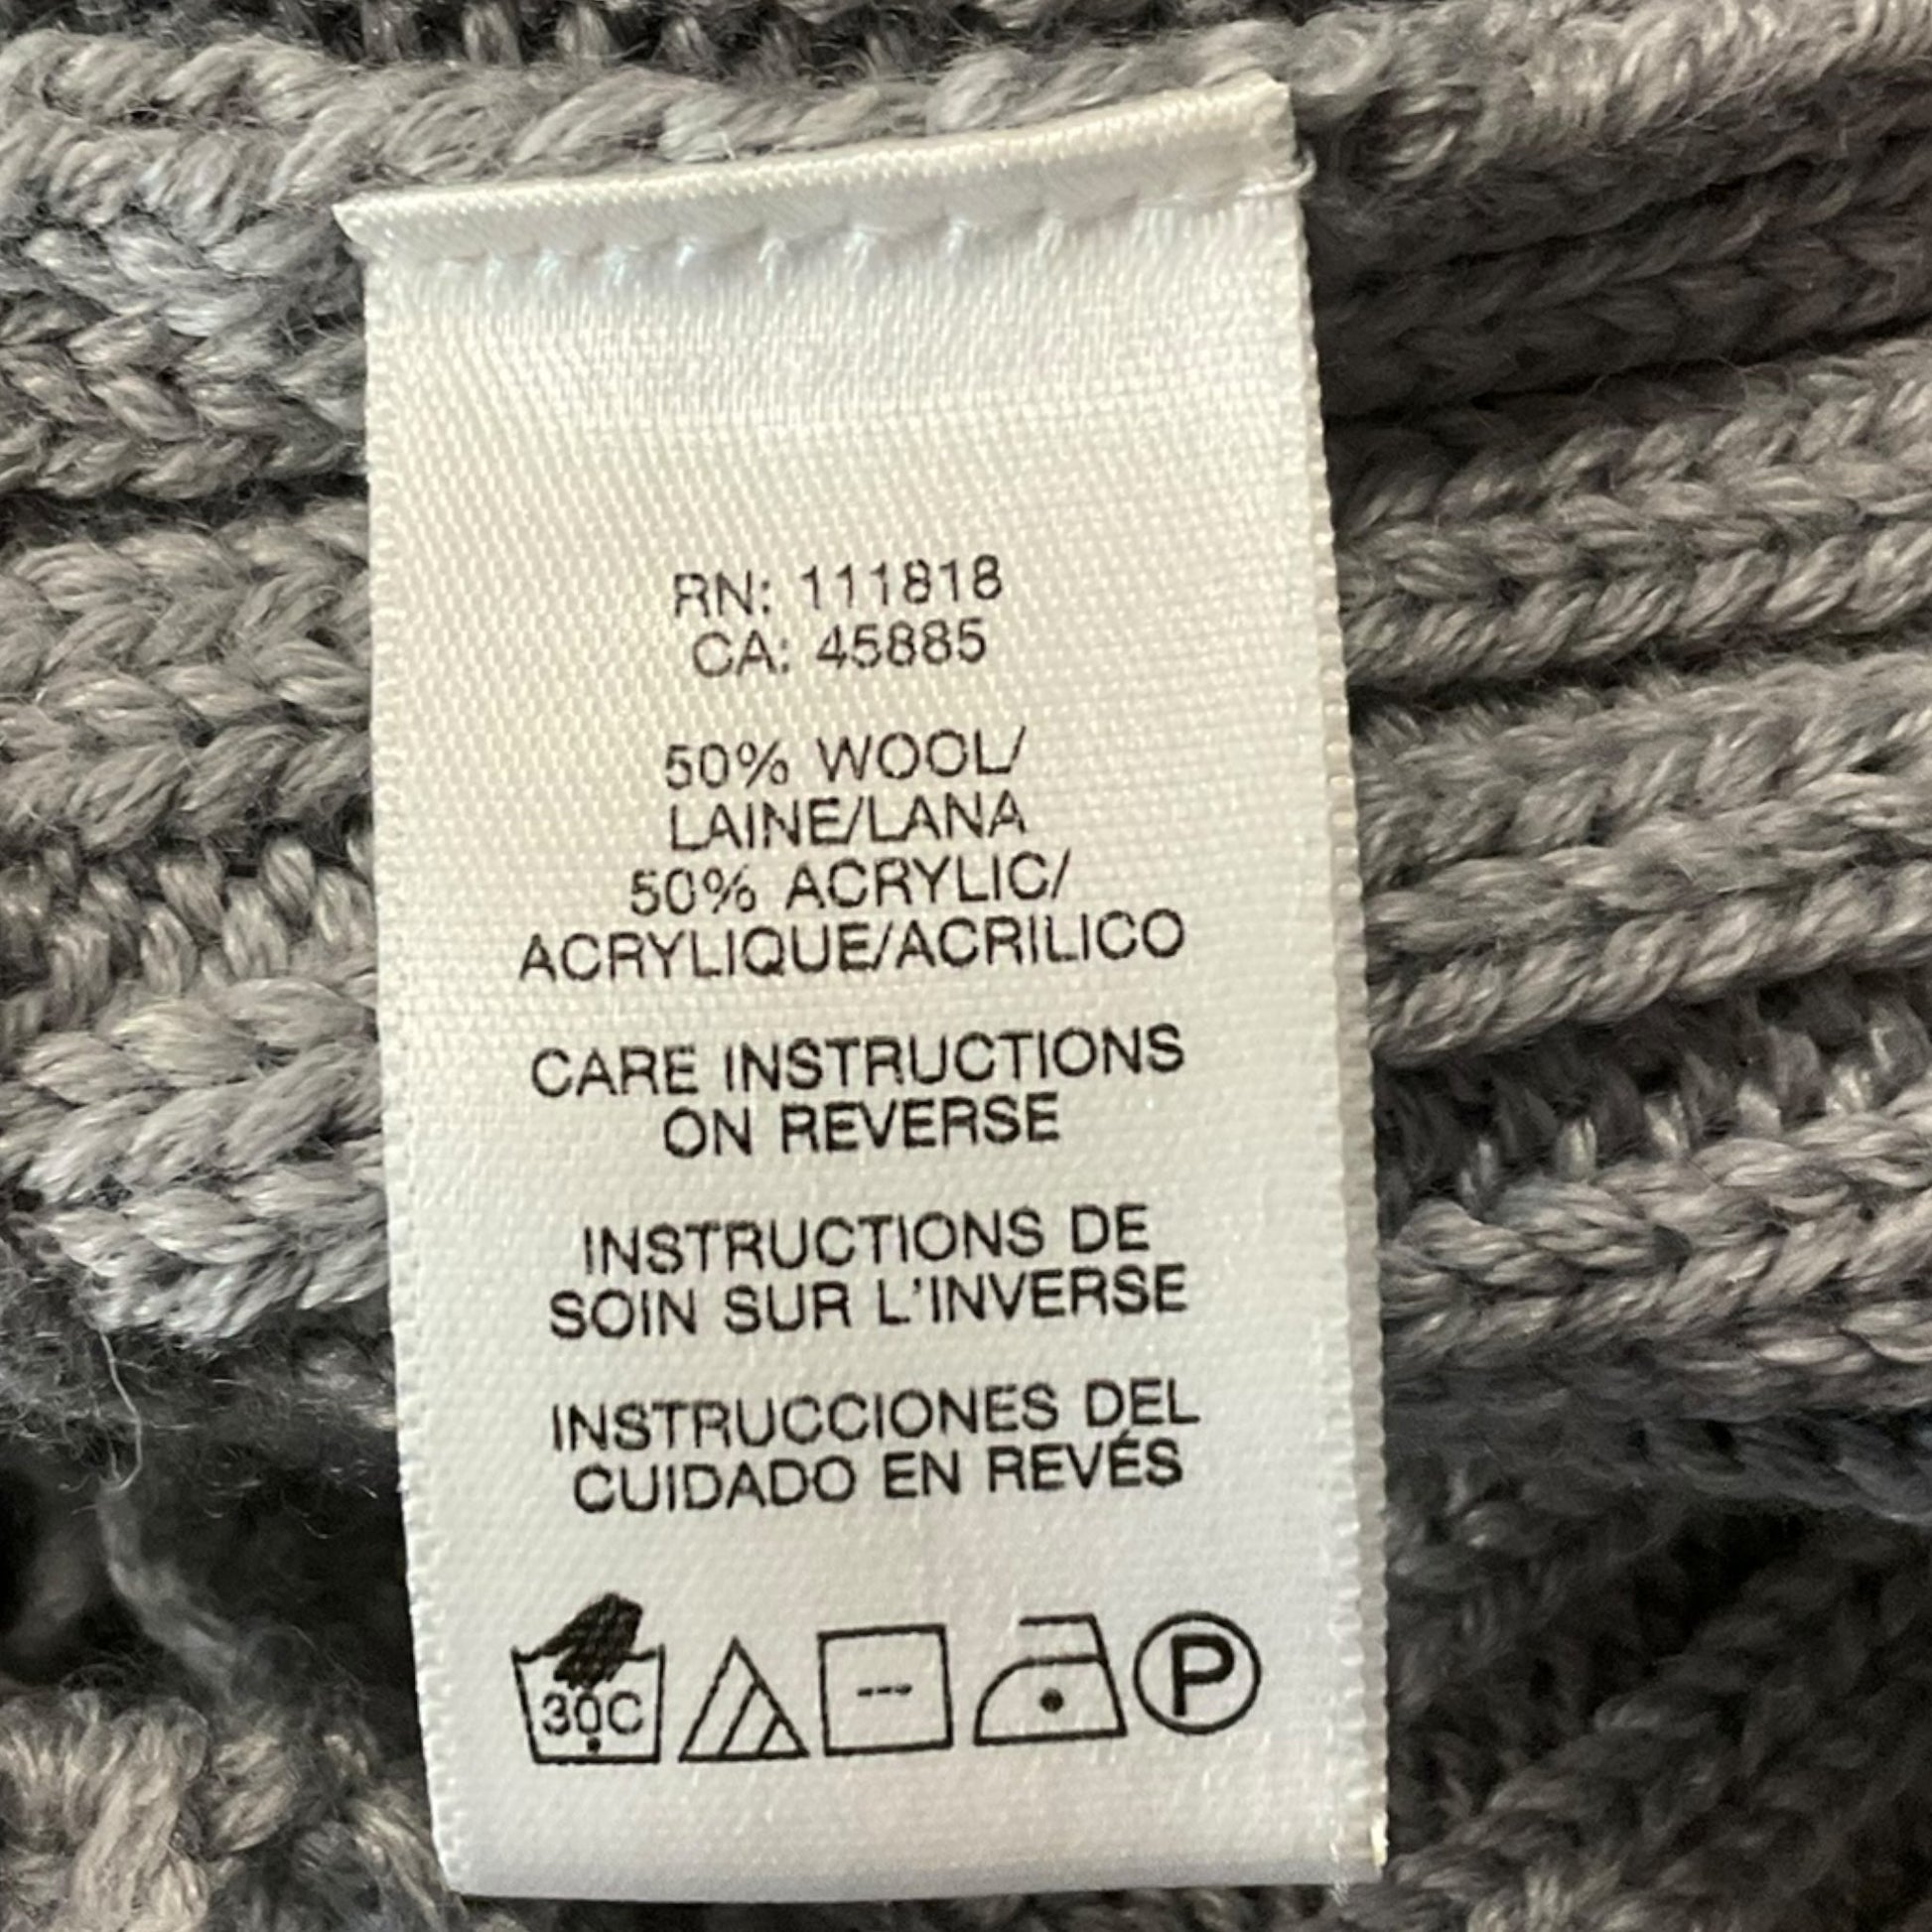 RN: 111818
CA: 45885
50% WOOL/
LAINE/LANA
50% ACRYLIC/
ACRYLIQUE/ACRILICO
CARE INSTRUCTIONS
ON REVERSE
INSTRUCTIONS DE
SOIN SUR L'INVERSE
INSTRUCCIONES DEL
CUIDADO EN REVÉS
30C P